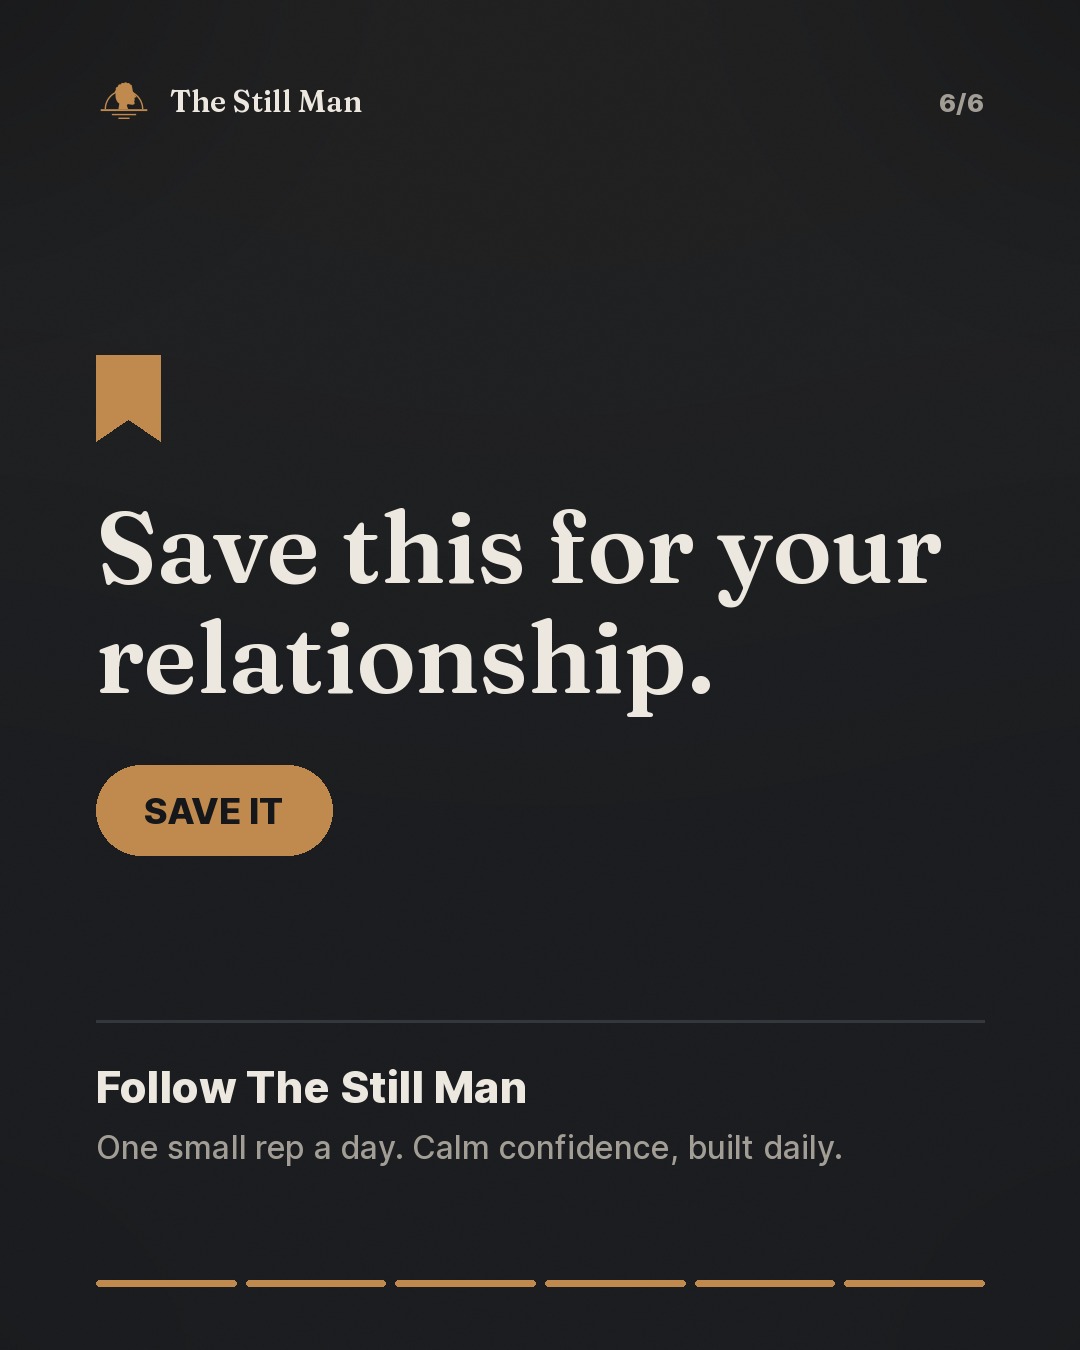 The Still Man
6/6
Save this for your
relationship.
SAVE IT
Follow The Still Man
One small rep a day. Calm confidence, built daily.